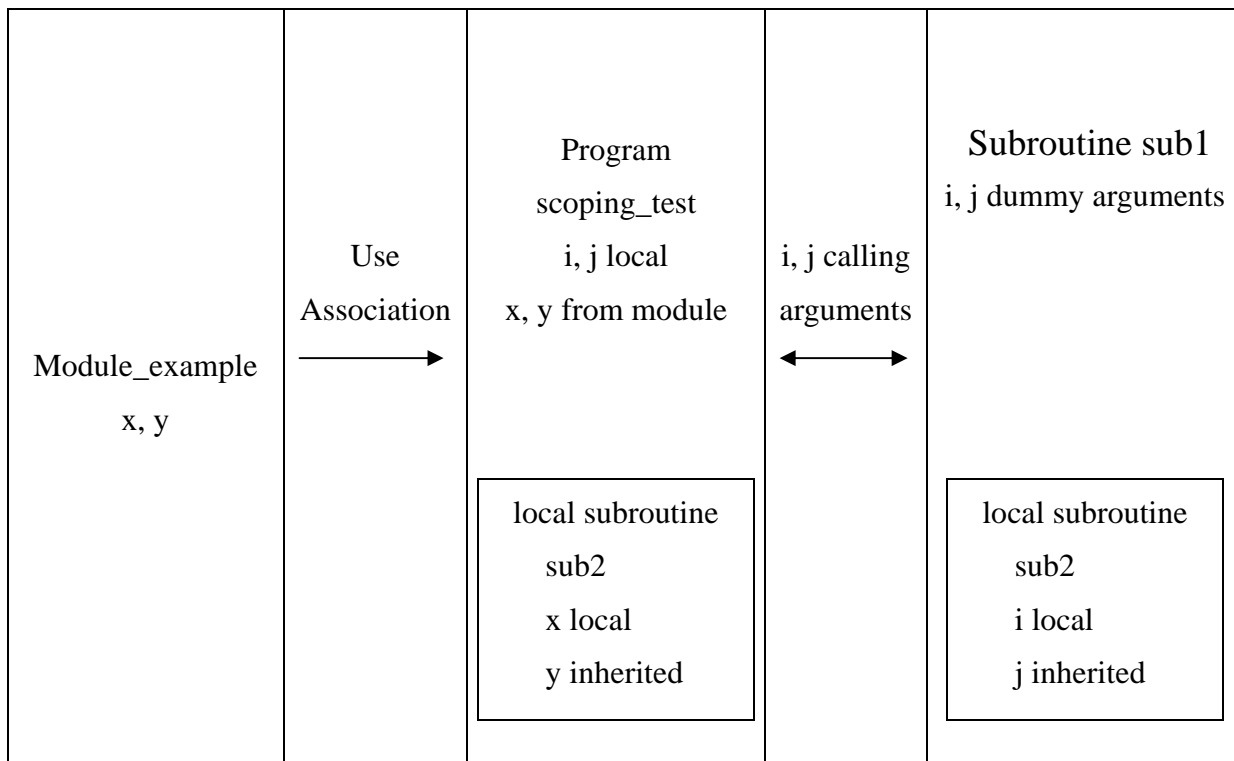 Module_example
x, y
Use
Association
Program
scoping_test
i, j local
x, y from module
local subroutine
sub2
x local
y inherited
i, j calling
arguments
Subroutine sub1
i, j dummy arguments
local subroutine
sub2
i local
j inherited